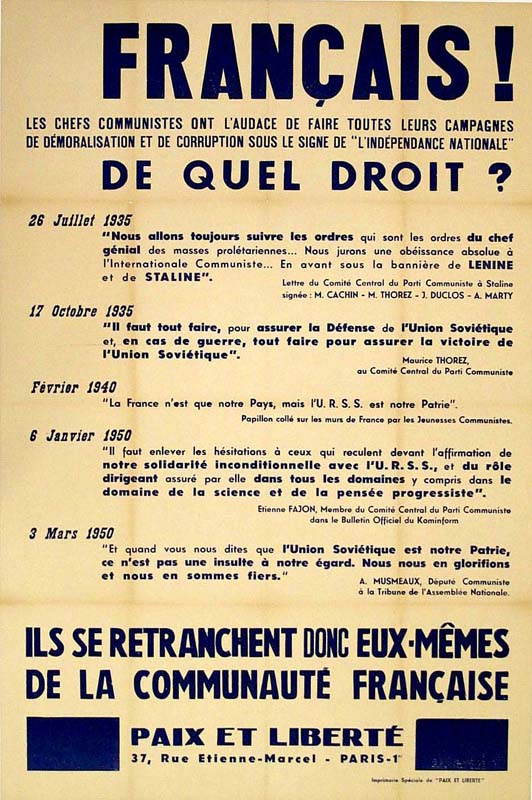 FRANÇAIS !
LES CHEFS COMMUNISTES ONT L'AUDACE DE FAIRE TOUTES LEURS CAMPAGNES
DE DÉMORALISATION ET DE CORRUPTION SOUS LE SIGNE DE "L'INDÉPENDANCE NATIONALE"
DE QUEL DROIT ?
26 Juillet 1935
"Nous allons toujours suivre les ordres qui sont les ordres du chef
génial des masses prolétariennes... Nous jurons une obéissance absolue à
l'Internationale Communiste... En avant sous la bannière de LENINE
et de STALINE".
Lettre du Comité Central du Parti Communiste à Staline
signée : M. CACHIN - M. THOREZ - J. DUCLOS - A. MARTY
17 Octobre 1935
"Il faut tout faire, pour assurer la Défense de l'Union Soviétique
et, en cas de guerre, tout faire pour assurer la victoire de
l'Union Soviétique".
Maurice THOREZ,
au Comité Central du Parti Communiste
Février 1940
"La France n'est que notre Pays, mais l'U. R. S. S. est notre Patrie".
Papillon collé sur les murs de France par les Jeunesses Communistes.
6 Janvier 1950
"Il faut enlever les hésitations à ceux qui reculent devant l'affirmation de
notre solidarité inconditionnelle avec l'U. R. S. S., et du rôle
dirigeant assuré par elle dans tous les domaines y compris dans le
domaine de la science et de la pensée progressiste".
Etienne FAJON, Membre du Comité Central du Parti Communiste
dans le Bulletin Officiel du Kominform
3 Mars 1950
"Et quand vous nous dites que l'Union Soviétique est notre Patrie,
ce n'est pas une insulte à notre égard. Nous nous en glorifions
et nous en sommes fiers."
A. MUSMEAUX, Député Communiste
à la Tribune de l'Assemblée Nationale.
ILS SE RETRANCHENT DONC EUX-MÊMES
DE LA COMMUNAUTÉ FRANÇAISE
PAIX ET LIBERTÉ
37, Rue Etienne-Marcel - PARIS-1er
Imprimerie Spéciale de "PAIX ET LIBERTÉ"